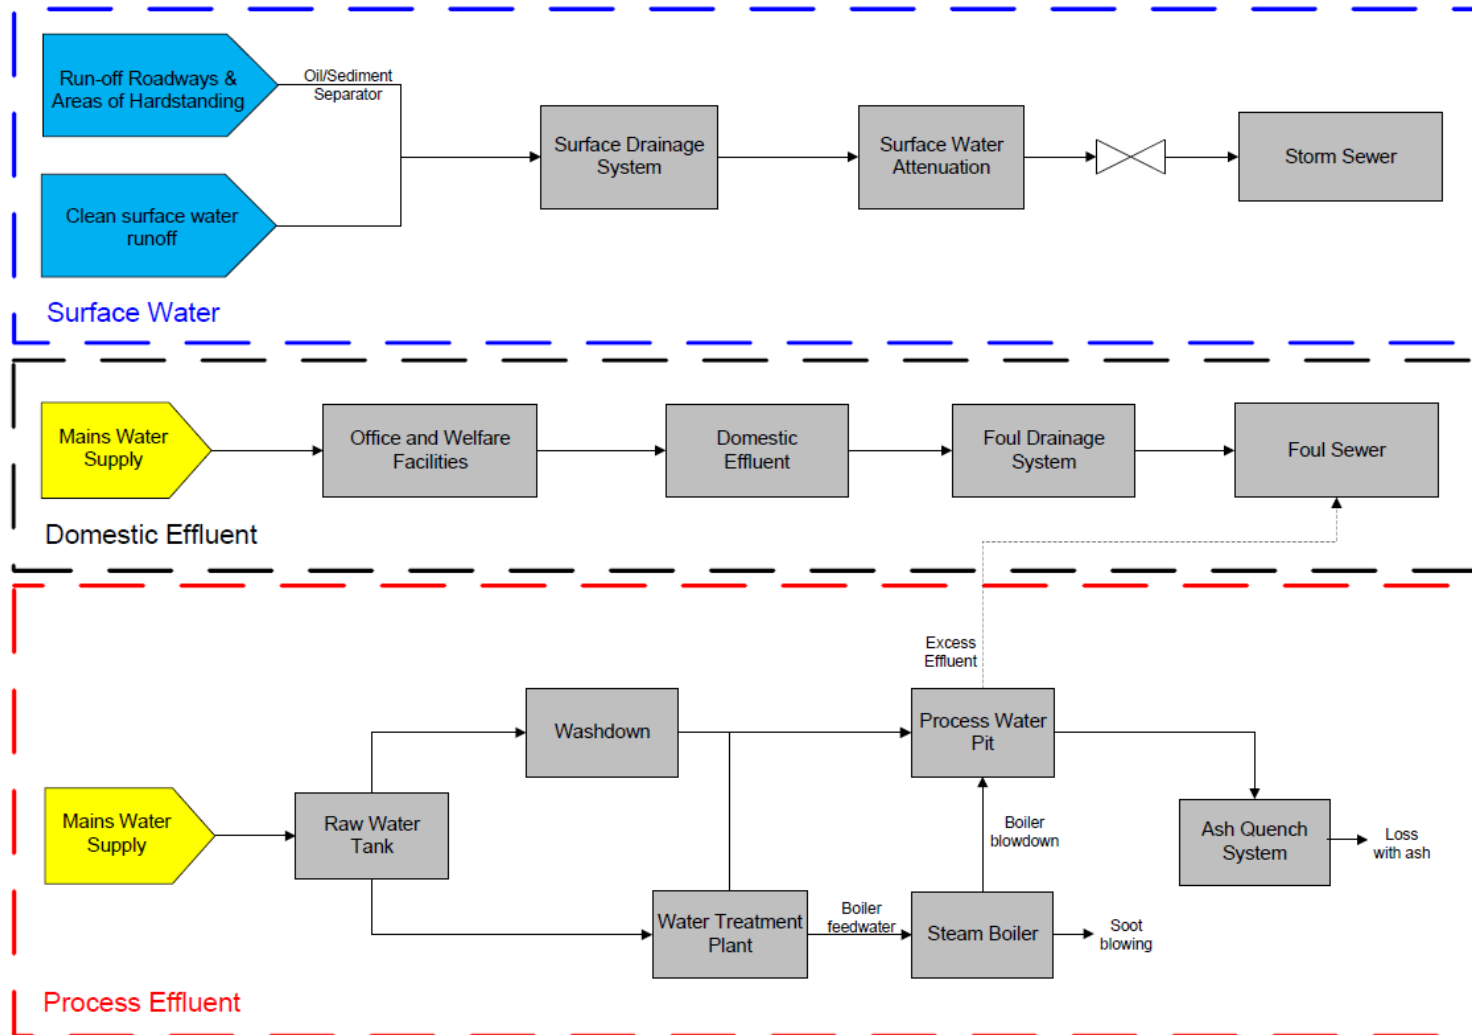 Run-off Roadways &
Areas of Hardstanding
Oil/Sediment
Separator
Surface Drainage
System
Surface Water
Attenuation
Storm Sewer
Clean surface water
runoff
Surface Water
Mains Water
Supply
Office and Welfare
Facilities
Domestic
Effluent
Foul Drainage
System
Foul Sewer
Domestic Effluent
Excess
Effluent
Washdown
Process Water
Pit
Mains Water
Supply
Raw Water
Tank
Boiler
blowdown
Ash Quench
System
Loss
with ash
Water Treatment
Plant
Boiler
feedwater
Steam Boiler
Soot
blowing
Process Effluent